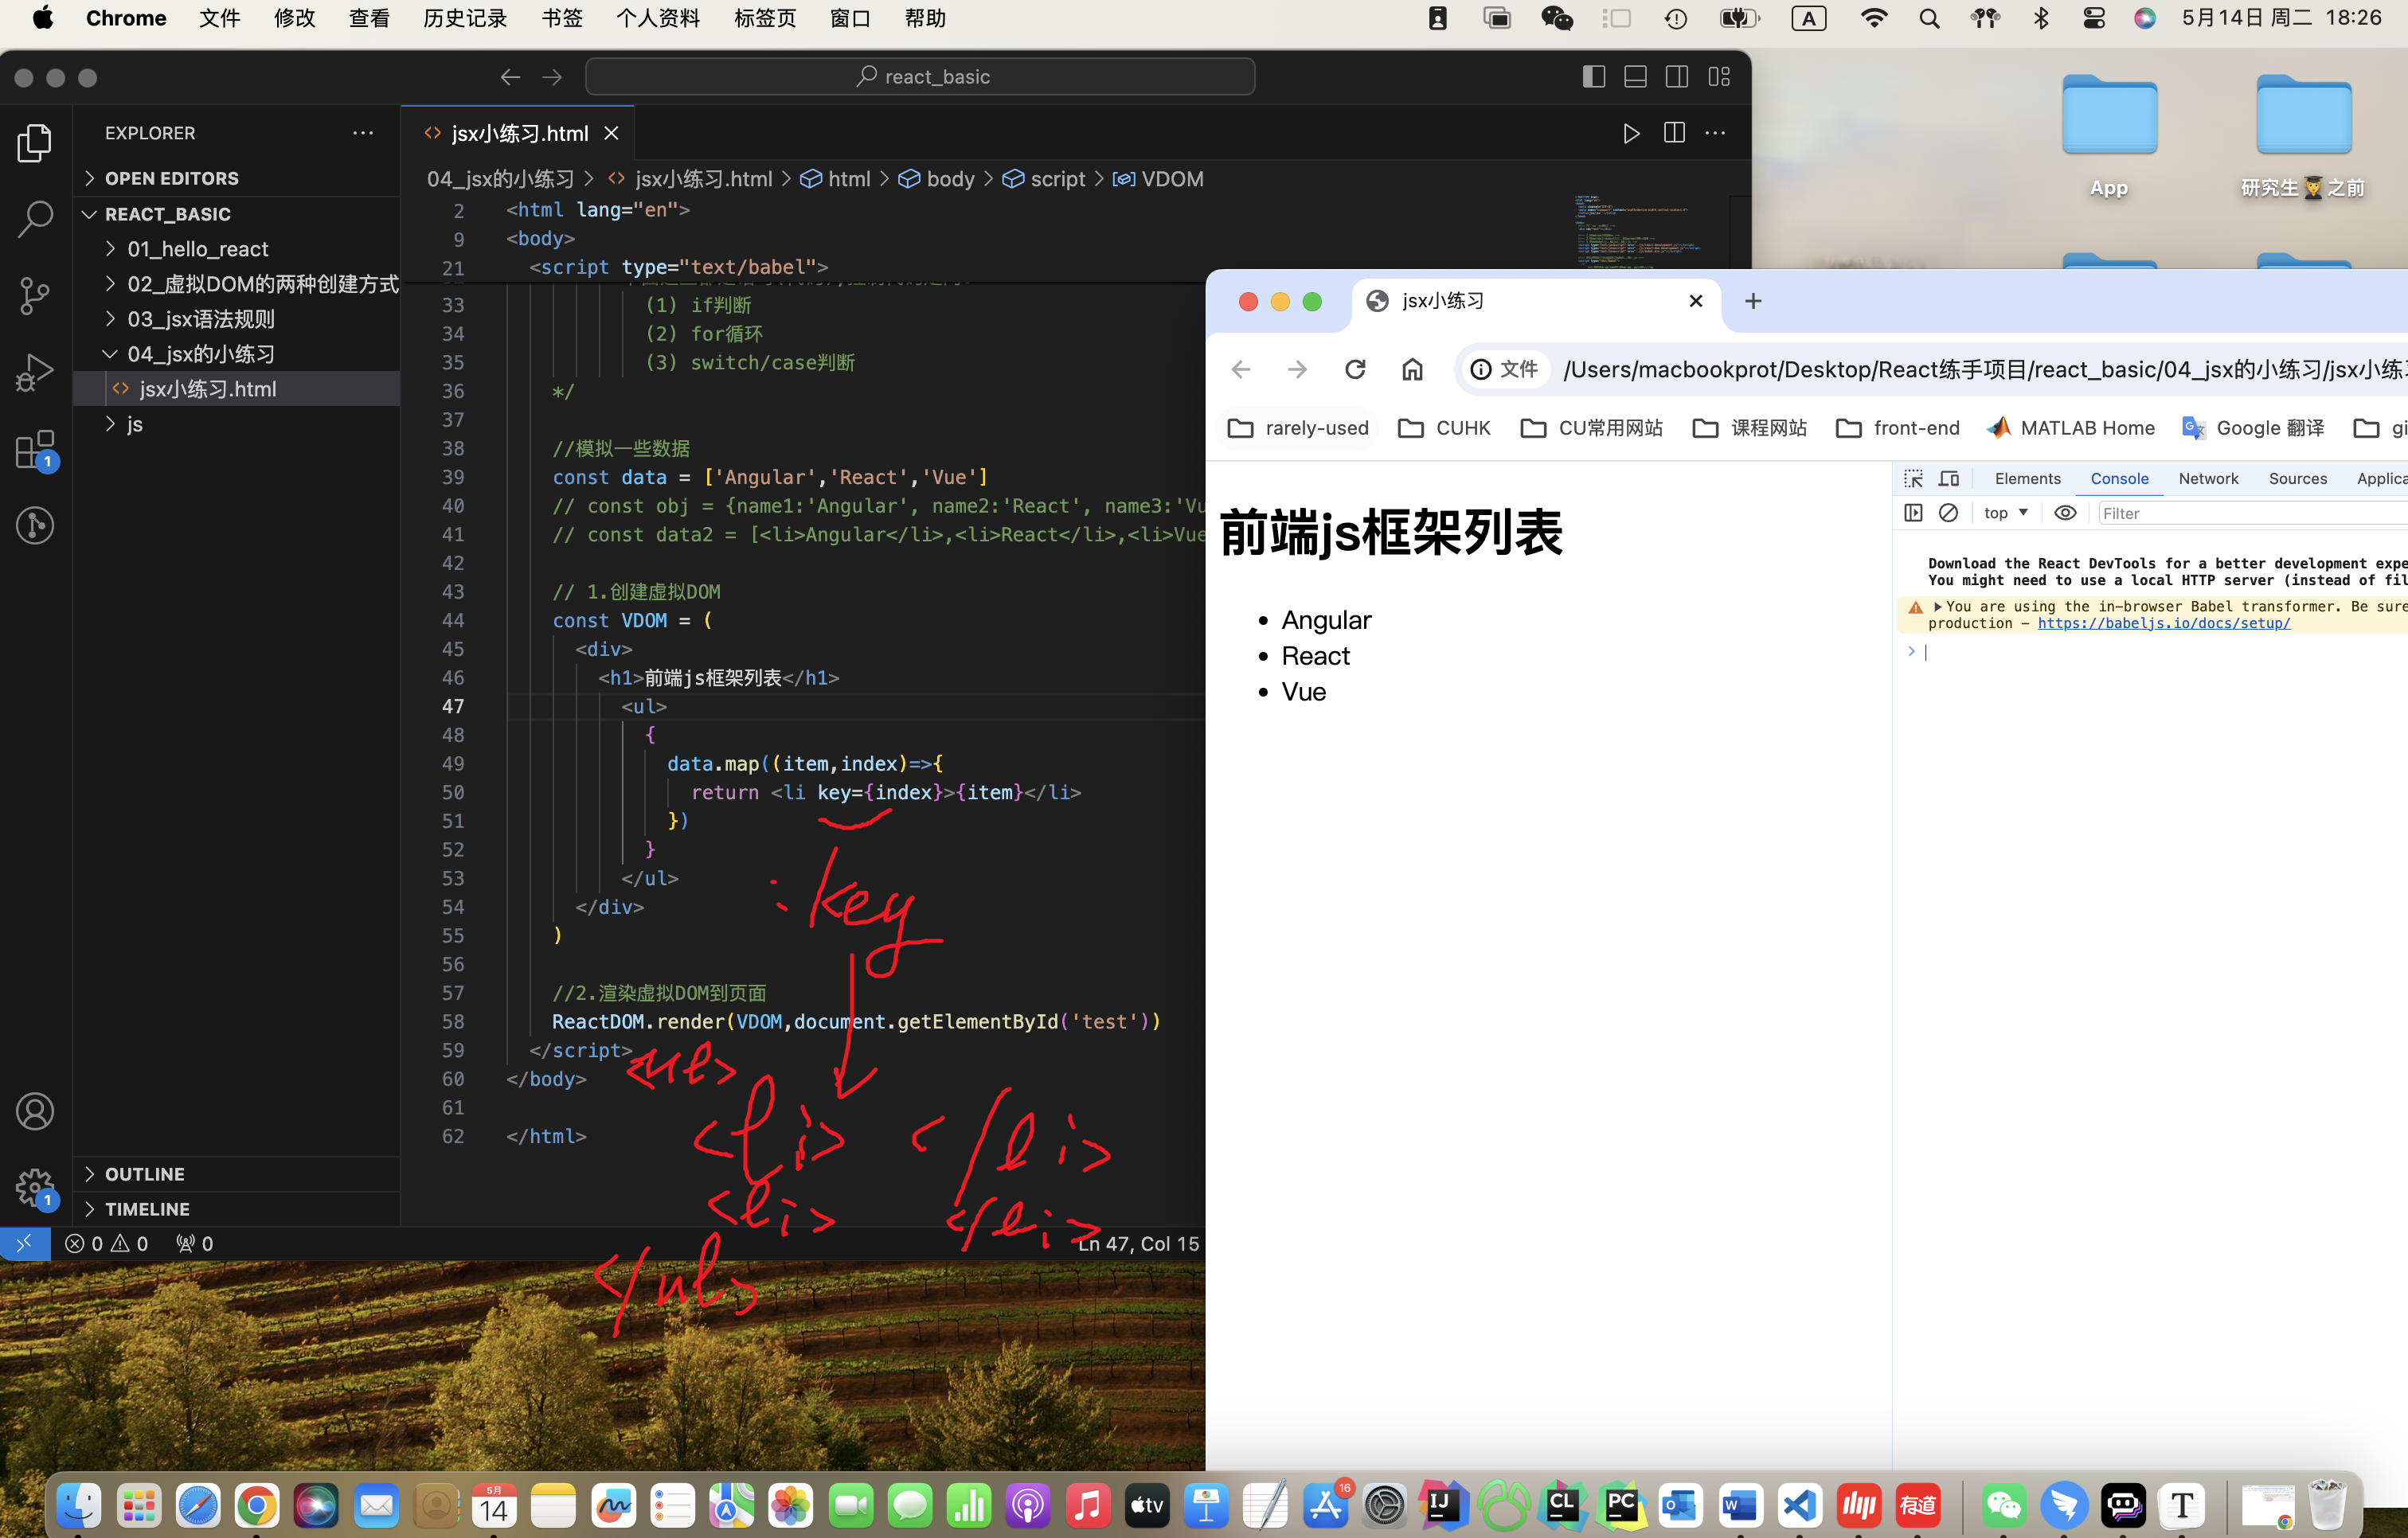 Chrome 文件 修改 查看 历史记录 书签 个人资料 标签页 窗口 帮助
A
5月14日 周二 18:26
react_basic
App
研究生👨‍🎓之前
EXPLORER
OPEN EDITORS
REACT_BASIC
01_hello_react
02_虚拟DOM的两种创建方式
03_jsx语法规则
04_jsx的小练习
jsx小练习.html
js
1
OUTLINE
TIMELINE
1
0 0 0
jsx小练习.html
04_jsx的小练习 > jsx小练习.html > html > body > script > VDOM
2 <html lang="en">
9 <body>
21 <script type="text/babel">
33 (1) if判断
34 (2) for循环
35 (3) switch/case判断
36 */
37
38 //模拟一些数据
39 const data = ['Angular','React','Vue']
40 // const obj = {name1:'Angular', name2:'React', name3:'Vu
41 // const data2 = [<li>Angular</li>,<li>React</li>,<li>Vue
42
43 // 1.创建虚拟DOM
44 const VDOM = (
45 <div>
46 <h1>前端js框架列表</h1>
47 <ul>
48 {
49 data.map((item,index)=>{
50 return <li key={index}>{item}</li>
51 })
52 }
53 </ul>
54 </div>
55 )
56
57 //2.渲染虚拟DOM到页面
58 ReactDOM.render(VDOM,document.getElementById('test'))
59 </script>
60 </body>
61
62 </html>
:key
<ul>
<li> </li>
<li> </li>
</ul>
Ln 47, Col 15
jsx小练习
文件 /Users/macbookprot/Desktop/React练手项目/react_basic/04_jsx的小练习/jsx小练
rarely-used CUHK CU常用网站 课程网站 front-end MATLAB Home Google 翻译 gi
前端js框架列表
Angular
React
Vue
Elements Console Network Sources Applica
top Filter
Download the React DevTools for a better development expe
You might need to use a local HTTP server (instead of fil
You are using the in-browser Babel transformer. Be sure
production - https://babeljs.io/docs/setup/
5月
14
tv
16
IJ
CL
PC
O
W
有道
T